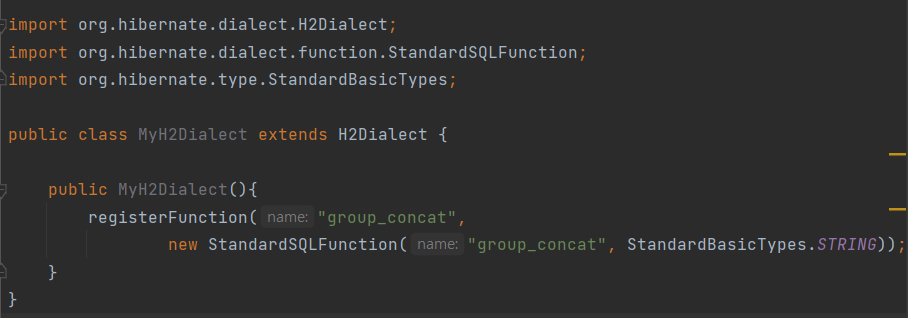 import org.hibernate.dialect.H2Dialect;
import org.hibernate.dialect.function.StandardSQLFunction;
import org.hibernate.type.StandardBasicTypes;
public class MyH2Dialect extends H2Dialect {
public MyH2Dialect(){
registerFunction( name: "group_concat",
new StandardSQLFunction( name: "group_concat", StandardBasicTypes.STRING));
}
}